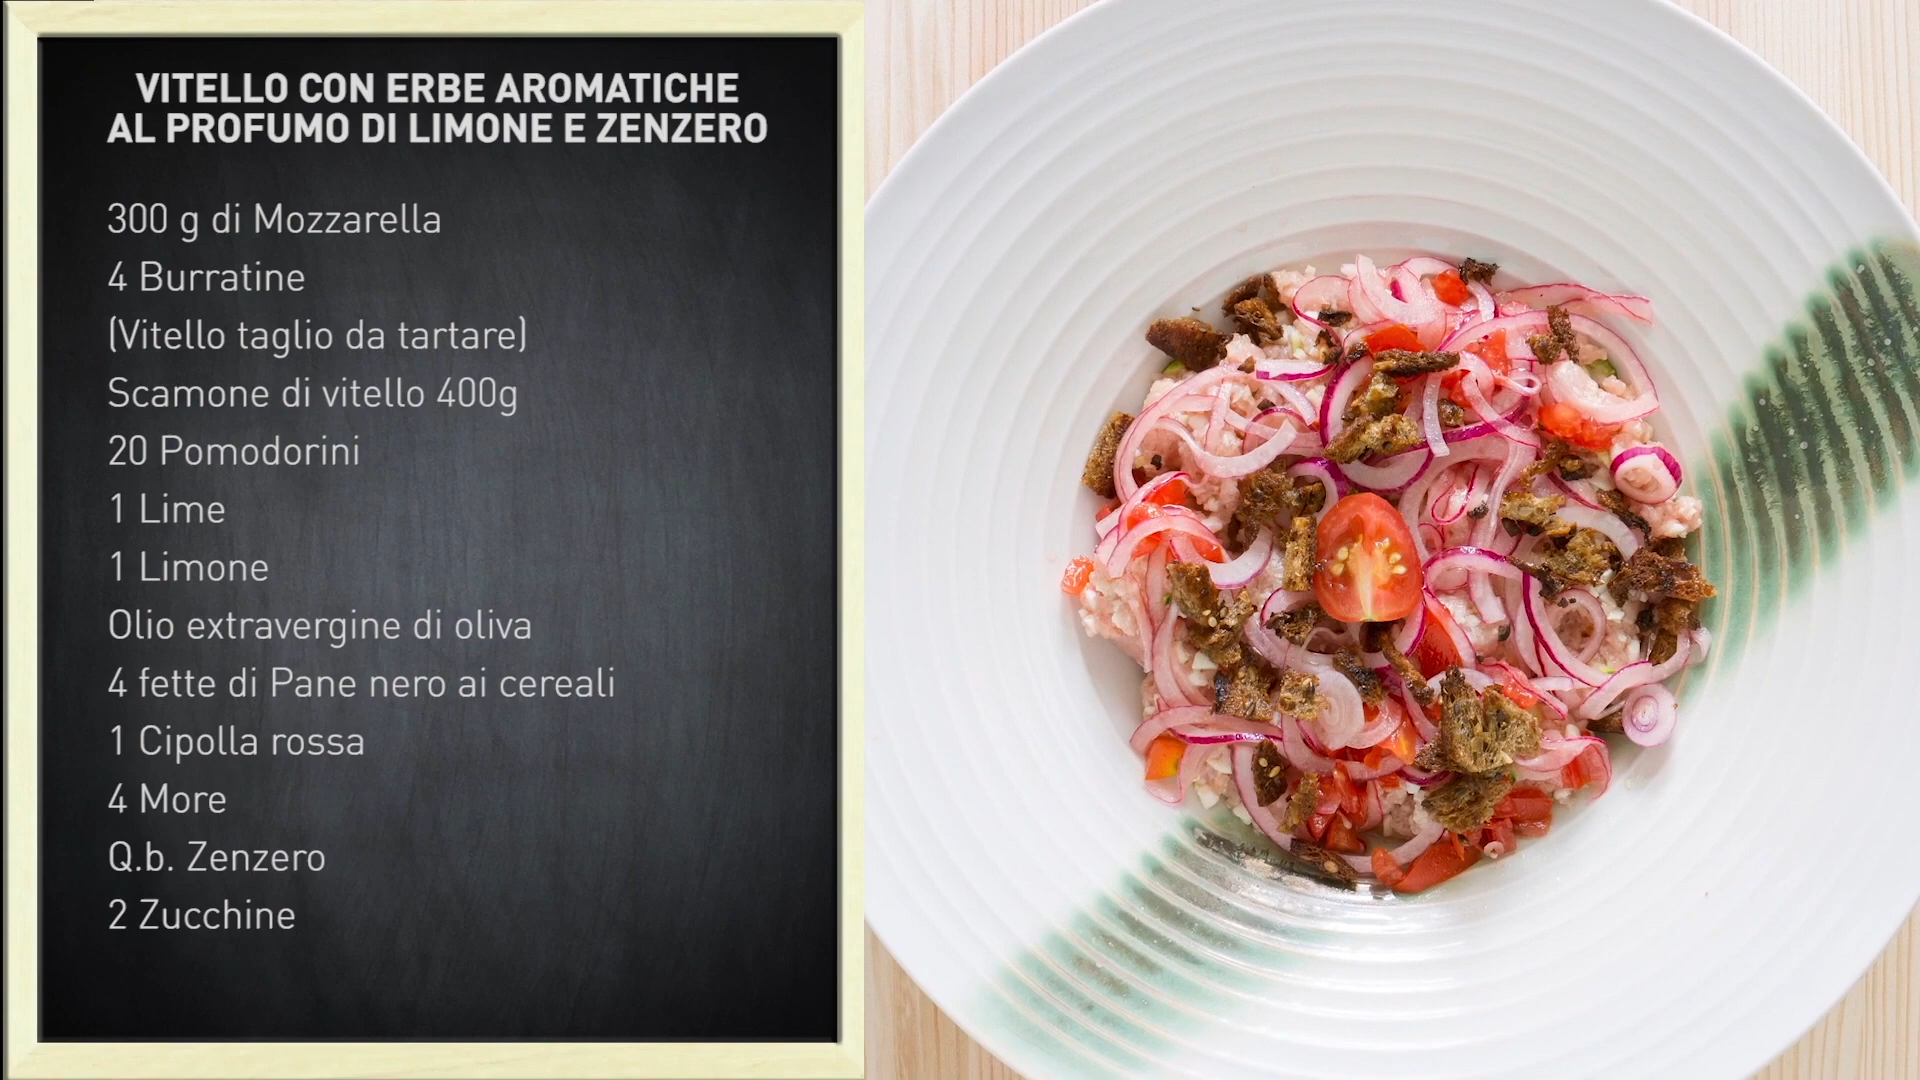 VITELLO CON ERBE AROMATICHE
AL PROFUMO DI LIMONE E ZENZERO
300 g di Mozzarella
4 Burratine
(Vitello taglio da tartare)
Scamone di vitello 400g
20 Pomodorini
1 Lime
1 Limone
Olio extravergine di oliva
4 fette di Pane nero ai cereali
1 Cipolla rossa
4 More
Q.b. Zenzero
2 Zucchine